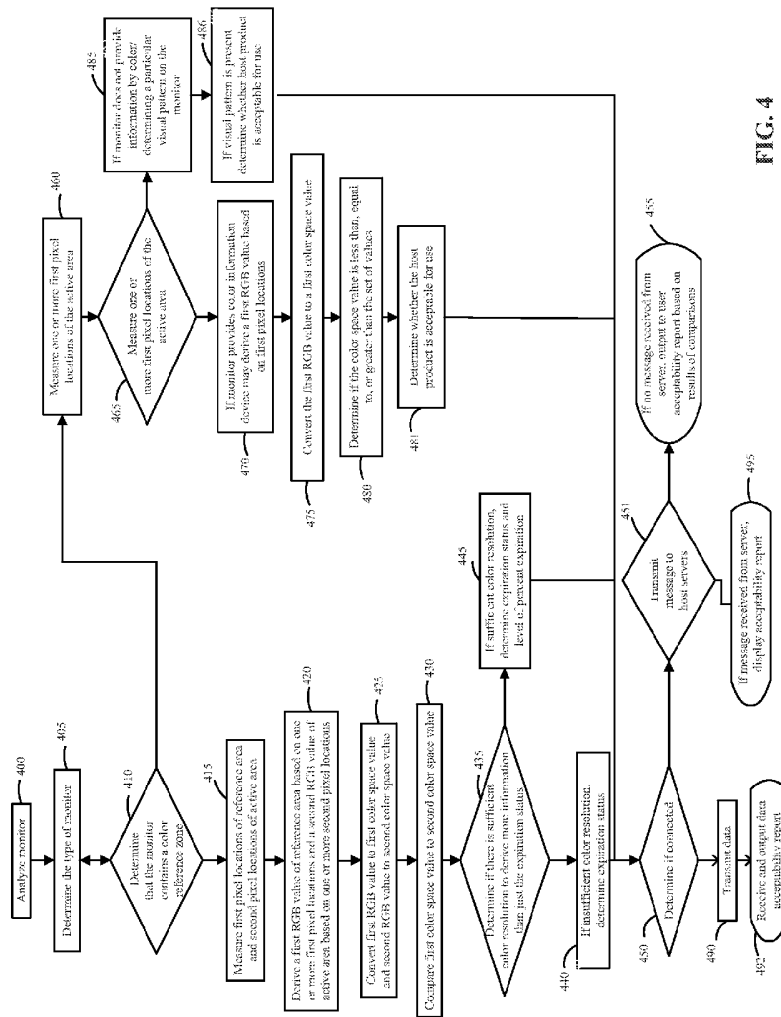 400
Analyze monitor
405
Determine the type of monitor
410
Determine
that the monitor
contains a color
reference zone
415
Measure first pixel locations of reference area
and second pixel locations of active area
420
Derive a first RGB value of reference area based on one
or more first pixel locations and a second RGB value of
active area based on one or more second pixel locations
425
Convert first RGB value to first color space value
and second RGB value to second color space value
430
Compare first color space value to second color space value
435
Determine if there is sufficient
color resolution to derive more information
than just the expiration status
440
If insufficient color resolution,
determine expiration status
445
If sufficent color resolution,
determine expiration status and
level of percent expiration
450
Determine if connected
490
Transmit data
492
Receive and output data
acceptability report
451
Transmit
message to
host servers
495
If message received from server,
display acceptability report
455
If no message received from
server, output to user
acceptability report based on
results of comparisons
460
Measure one or more first pixel
locations of the active area
465
Measure one or
more first pixel
locations of the
active area
470
If monitor provides color information
device may derive a first RGB value based
on first pixel locations
475
Convert the first RGB value to a first color space value
480
Determine if the color space value is less than, equal
to, or greater than the set of values
481
Determine whether the host
product is acceptable for use
485
If monitor does not provide
information by color/
determining a particular
visual pattern on the
monitor
486
If visual pattern is present
determine whether host product
is acceptable for use
FIG. 4